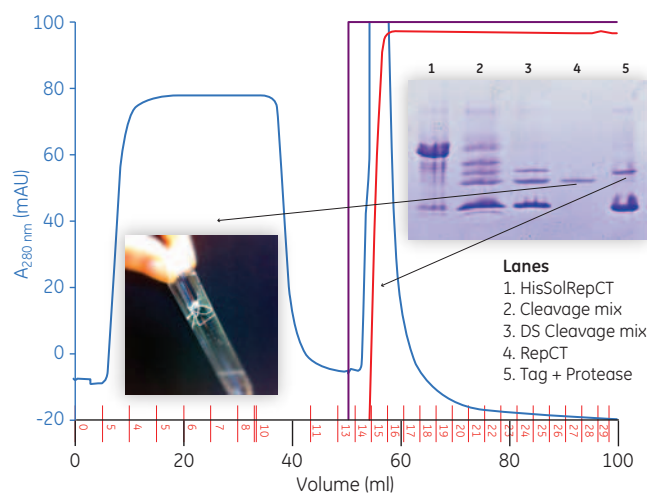 100
80
60
40
20
0
-20
A280 nm (mAU)
1 2 3 4 5
Lanes
1. HisSolRepCT
2. Cleavage mix
3. DS Cleavage mix
4. RepCT
5. Tag + Protease
0 5 4 5 6 7 8 10 11 13 14 15 16 17 18 19 20 21 22 23 24 25 27 28 29
0 20 40 60 80 100
Volume (ml)